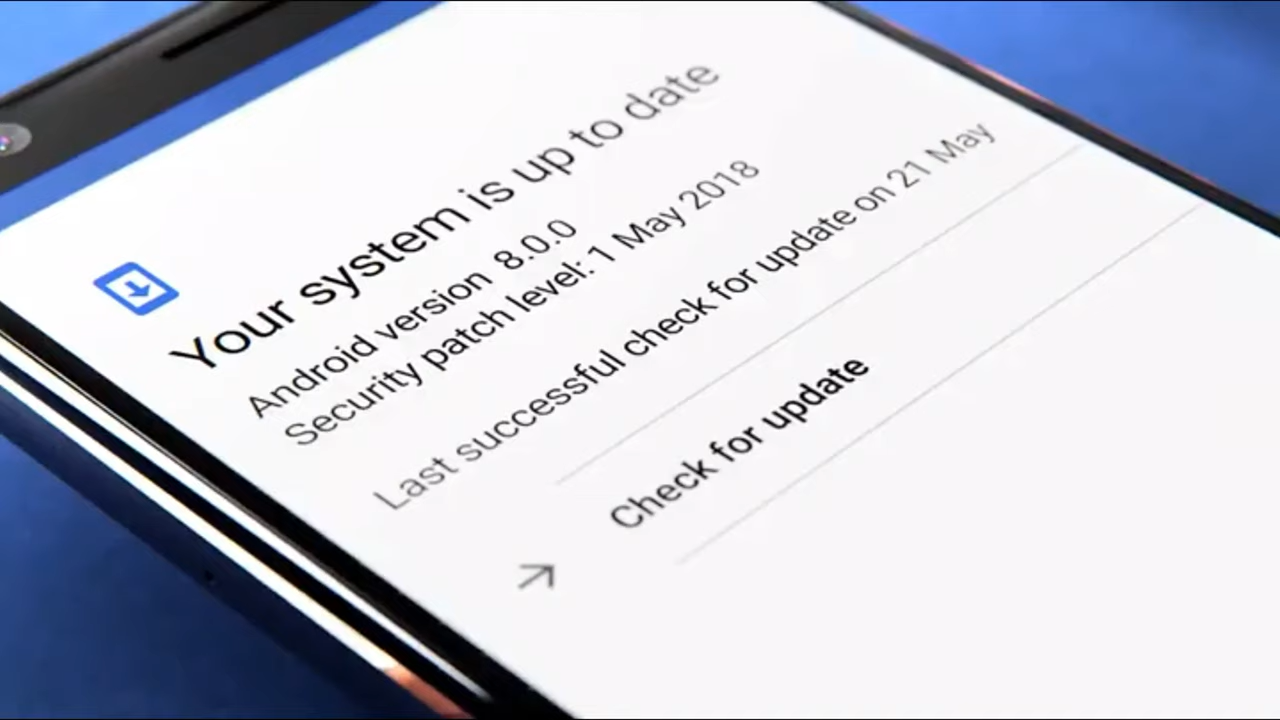 Your system is up to date
Android version 8.0.0
Security patch level: 1 May 2018
Last successful check for update on 21 May
Check for update